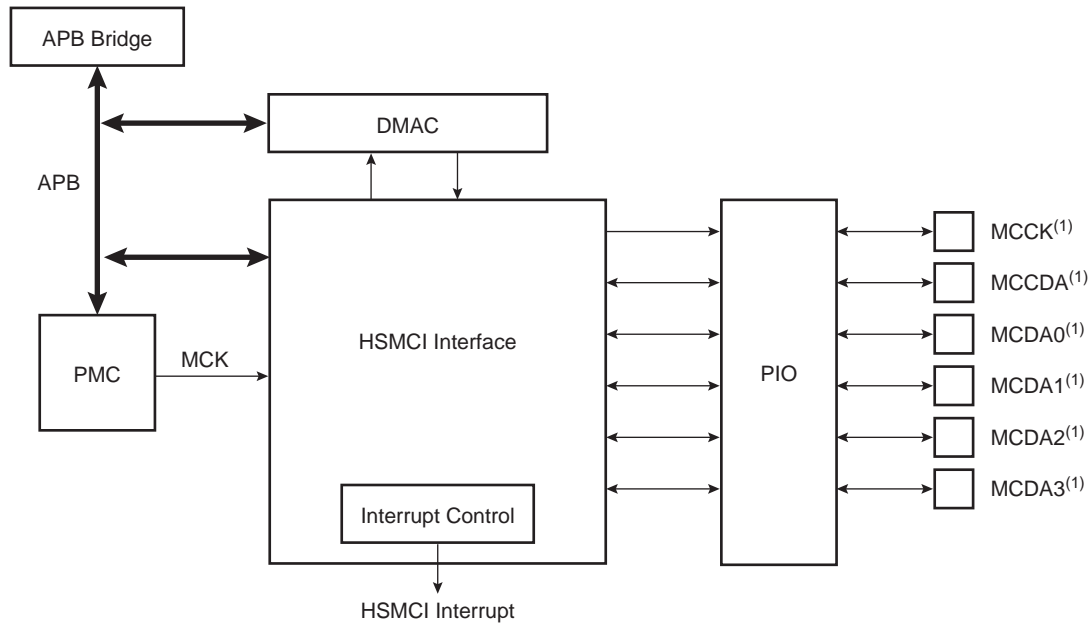 APB Bridge
DMAC
APB
HSMCI Interface
PMC
MCK
PIO
MCCK(1)
MCCDA(1)
MCDA0(1)
MCDA1(1)
MCDA2(1)
MCDA3(1)
Interrupt Control
HSMCI Interrupt